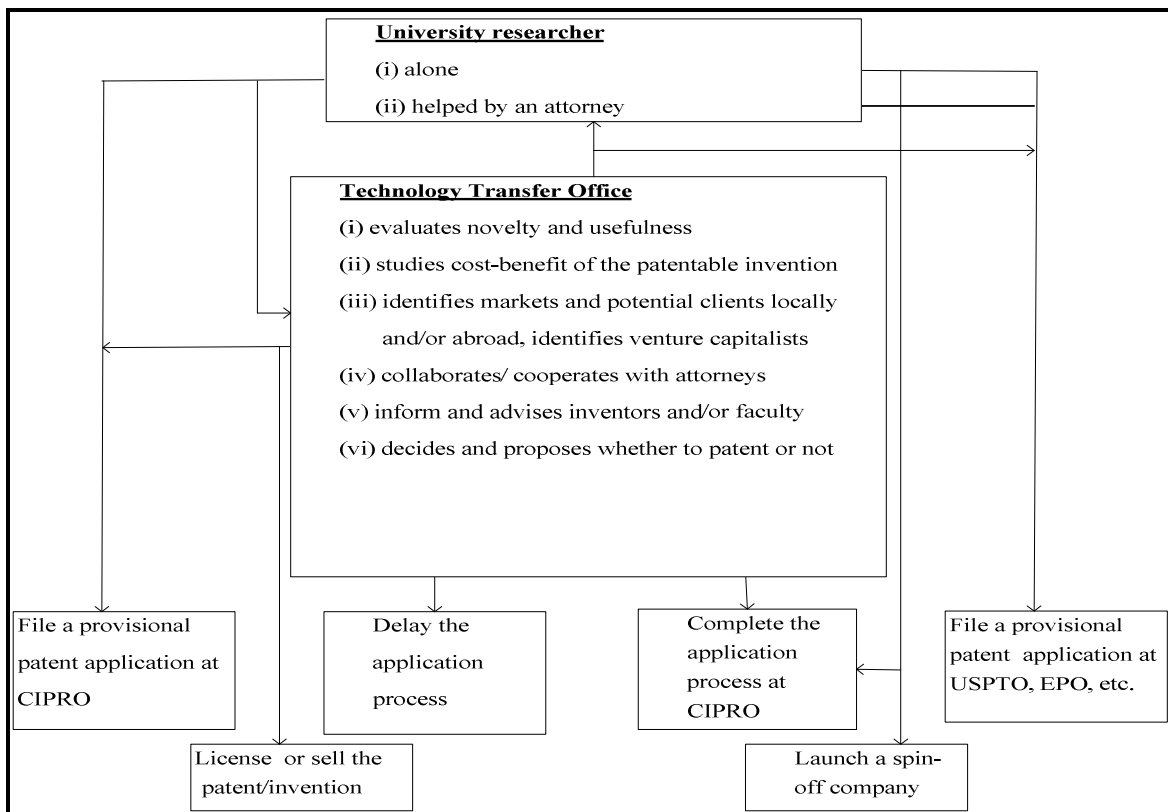 University researcher
(i) alone
(ii) helped by an attorney
Technology Transfer Office
(i) evaluates novelty and usefulness
(ii) studies cost-benefit of the patentable invention
(iii) identifies markets and potential clients locally
and/or abroad, identifies venture capitalists
(iv) collaborates/ cooperates with attorneys
(v) inform and advises inventors and/or faculty
(vi) decides and proposes whether to patent or not
File a provisional
patent application at
CIPRO
Delay the
application
process
Complete the
application
process at
CIPRO
File a provisional
patent application at
USPTO, EPO, etc.
License or sell the
patent/invention
Launch a spin-
off company